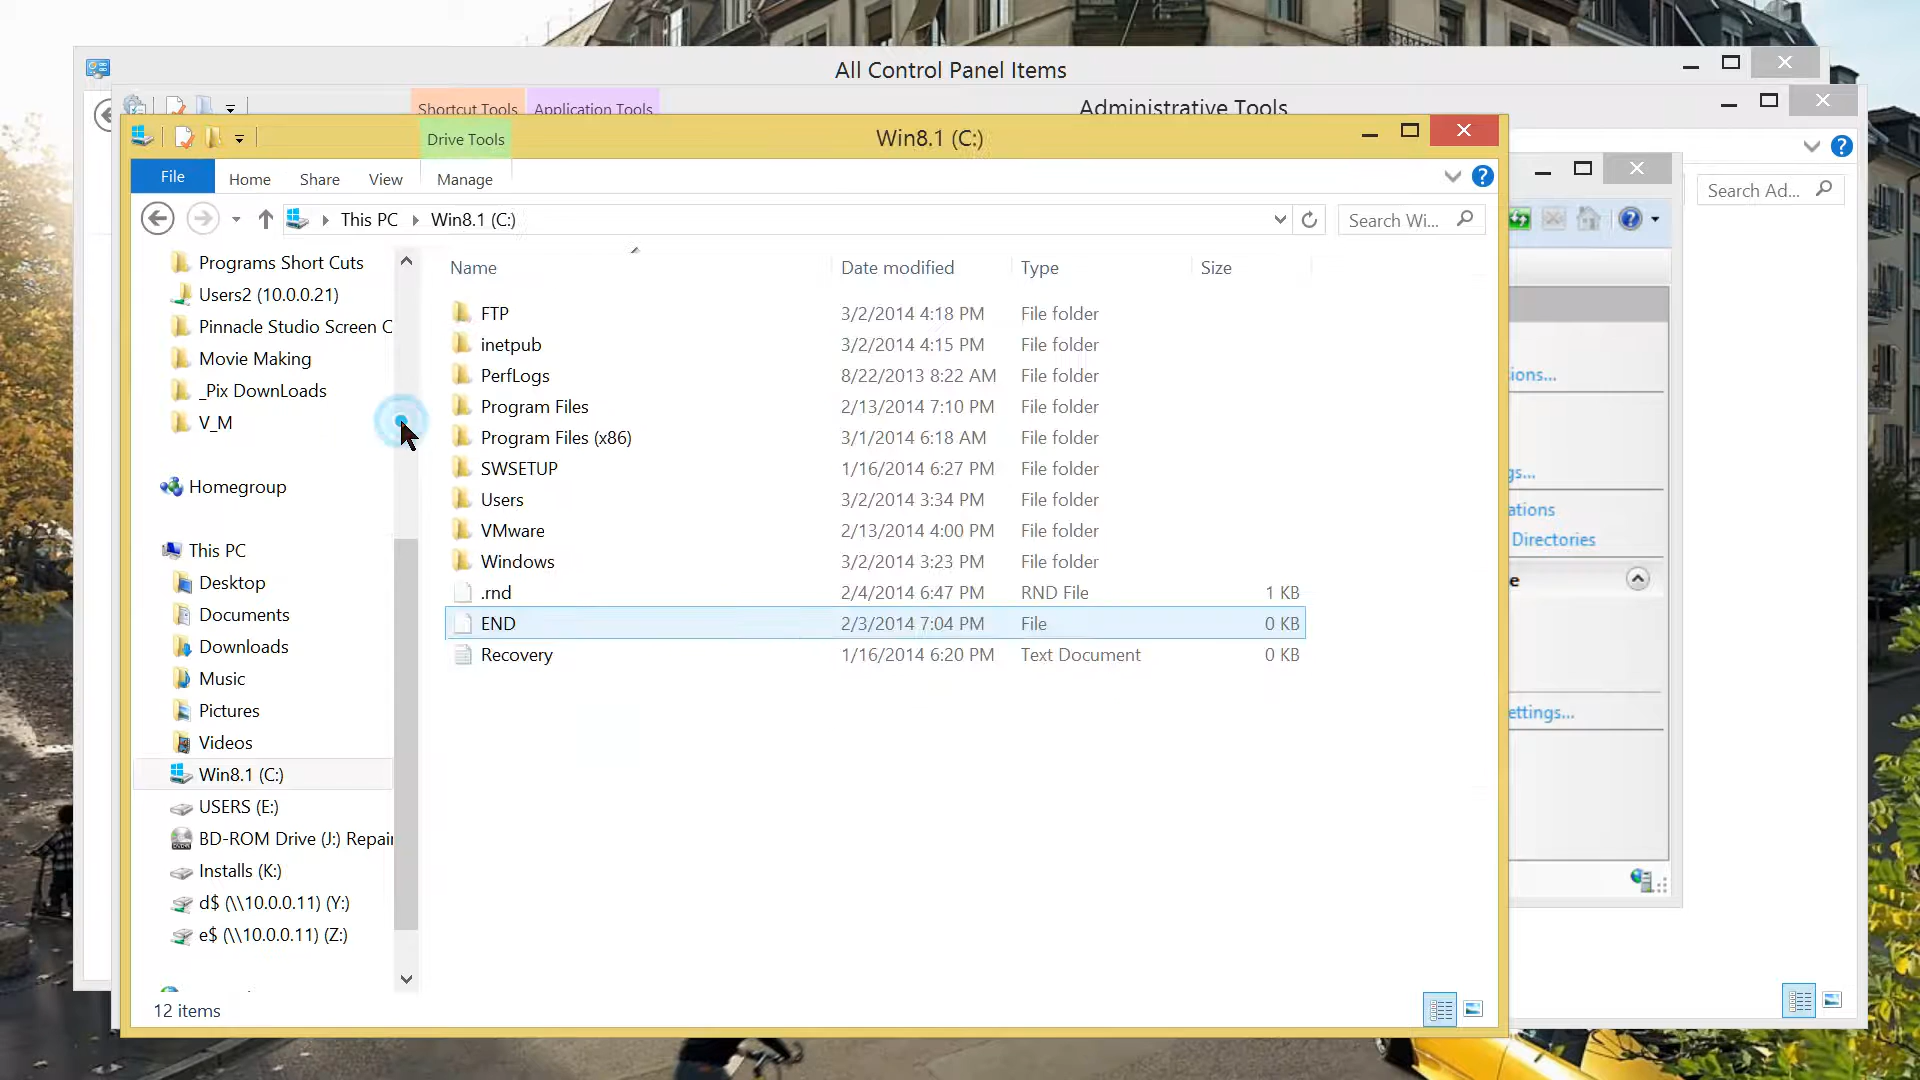 All Control Panel Items
Shortcut Tools
Application Tools
Administrative Tools
Drive Tools
Win8.1 (C:)
File
Home
Share
View
Manage
This PC
Win8.1 (C:)
Search Wi...
Search Ad...
Programs Short Cuts
Users2 (10.0.0.21)
Pinnacle Studio Screen C
Movie Making
_Pix DownLoads
V_M
Homegroup
This PC
Desktop
Documents
Downloads
Music
Pictures
Videos
Win8.1 (C:)
USERS (E:)
BD-ROM Drive (J:) Repair
Installs (K:)
d$ (\\10.0.0.11) (Y:)
e$ (\\10.0.0.11) (Z:)
Name Date modified Type Size
FTP 3/2/2014 4:18 PM File folder
inetpub 3/2/2014 4:15 PM File folder
PerfLogs 8/22/2013 8:22 AM File folder
Program Files 2/13/2014 7:10 PM File folder
Program Files (x86) 3/1/2014 6:18 AM File folder
SWSETUP 1/16/2014 6:27 PM File folder
Users 3/2/2014 3:34 PM File folder
VMware 2/13/2014 4:00 PM File folder
Windows 3/2/2014 3:23 PM File folder
.rnd 2/4/2014 6:47 PM RND File 1 KB
END 2/3/2014 7:04 PM File 0 KB
Recovery 1/16/2014 6:20 PM Text Document 0 KB
ions...
gs...
ations
Directories
e
ettings...
12 items